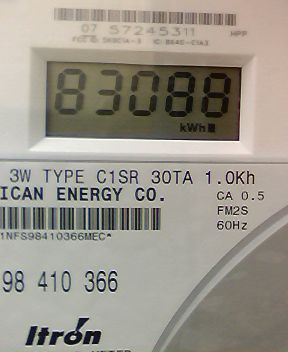 07 57245311 HPP
83088
kWh
3W TYPE C1SR 30TA 1.0Kh
ICAN ENERGY CO.
CA 0.5
FM2S
60Hz
1NFS98410366MEC*
98 410 366
Itron